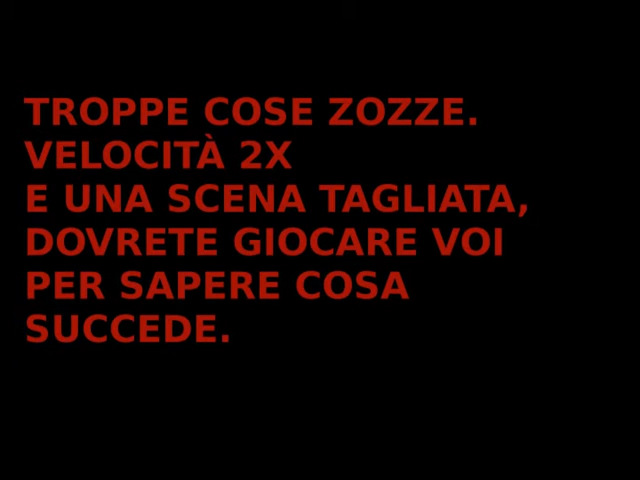 TROPPE COSE ZOZZE.
VELOCITÀ 2X
E UNA SCENA TAGLIATA,
DOVRETE GIOCARE VOI
PER SAPERE COSA
SUCCEDE.